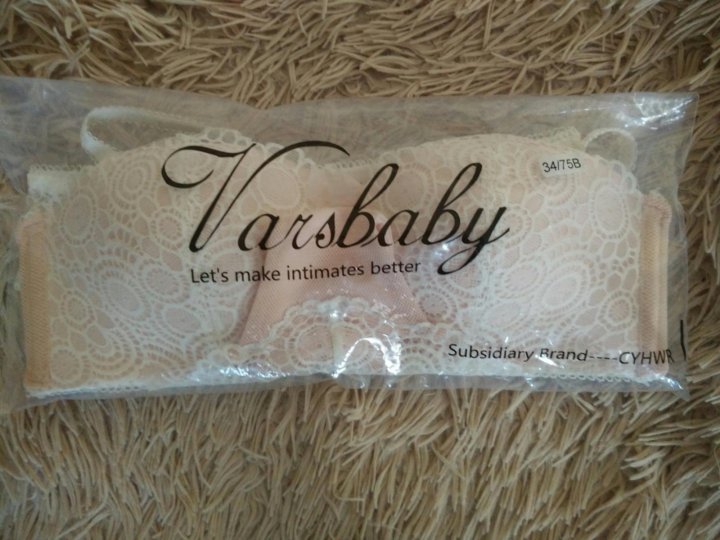 34/75B
Varsbaby
Let's make intimates better
Subsidiary Brand----CYHWR